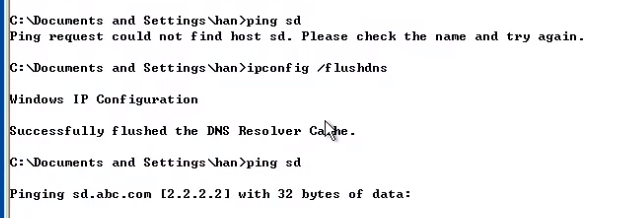 C:\Documents and Settings\han>ping sd
Ping request could not find host sd. Please check the name and try again.
C:\Documents and Settings\han>ipconfig /flushdns
Windows IP Configuration
Successfully flushed the DNS Resolver Cache.
C:\Documents and Settings\han>ping sd
Pinging sd.abc.com [2.2.2.2] with 32 bytes of data: